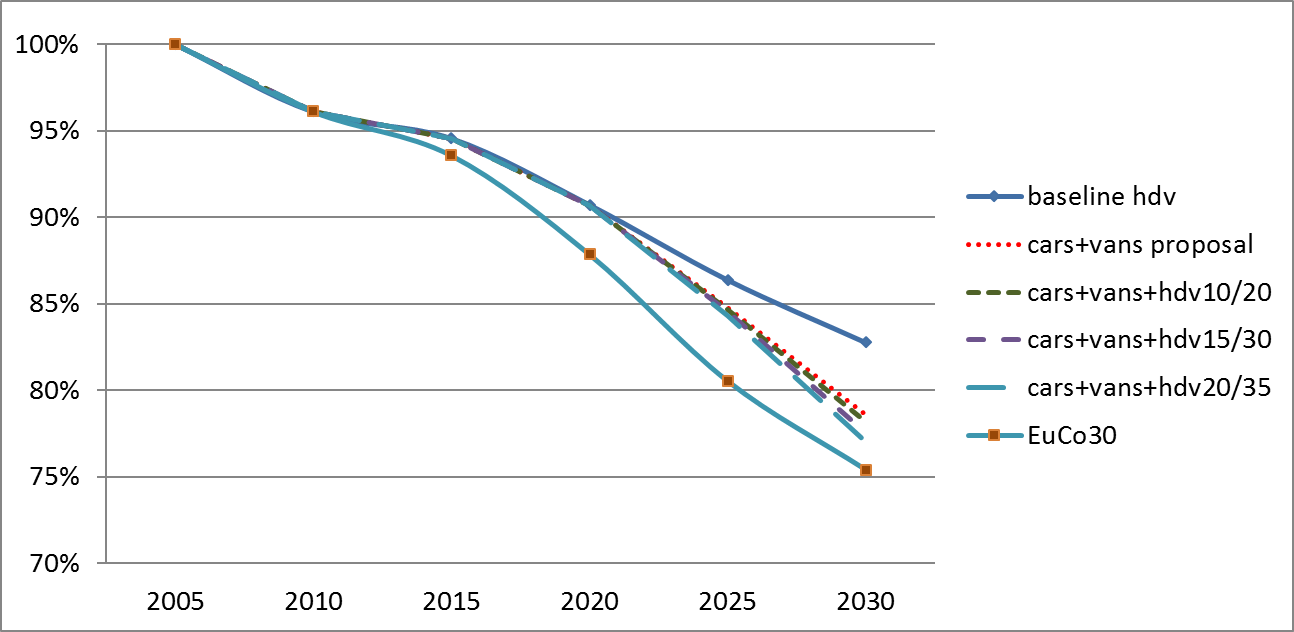 100%
95%
90%
85%
80%
75%
70%
2005 2010 2015 2020 2025 2030
baseline hdv
cars+vans proposal
cars+vans+hdv10/20
cars+vans+hdv15/30
cars+vans+hdv20/35
EuCo30